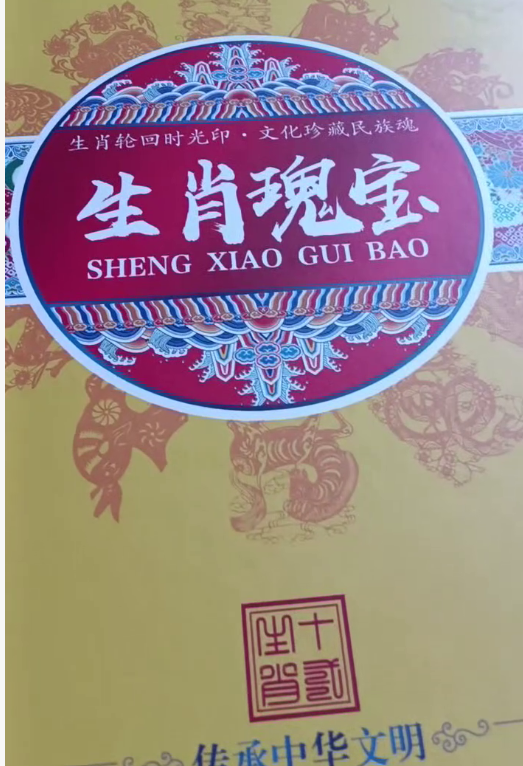 生肖轮回时光印·文化珍藏民族魂
生肖瑰宝
SHENG XIAO GUI BAO
十贰
生肖
传承中华文明